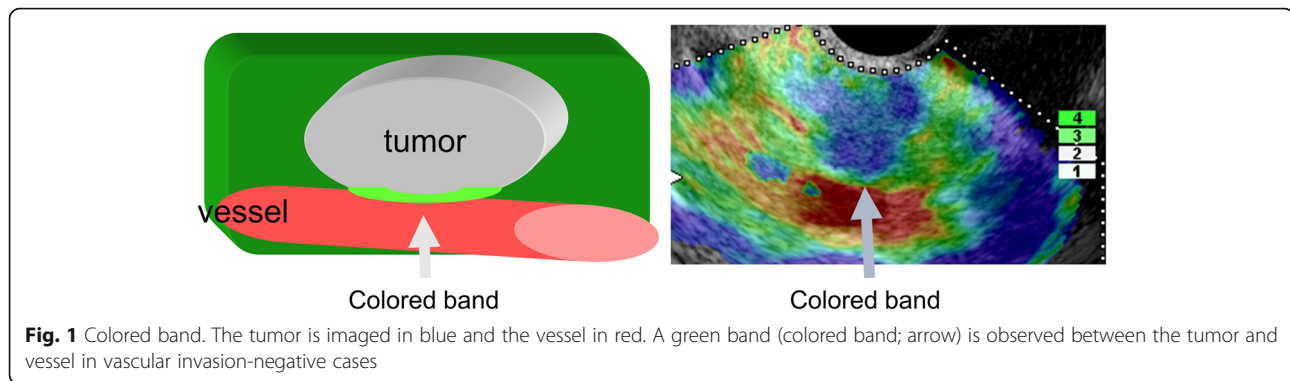 tumor
vessel
Colored band
4
3
2
1
Colored band
Fig. 1 Colored band. The tumor is imaged in blue and the vessel in red. A green band (colored band; arrow) is observed between the tumor and
vessel in vascular invasion-negative cases